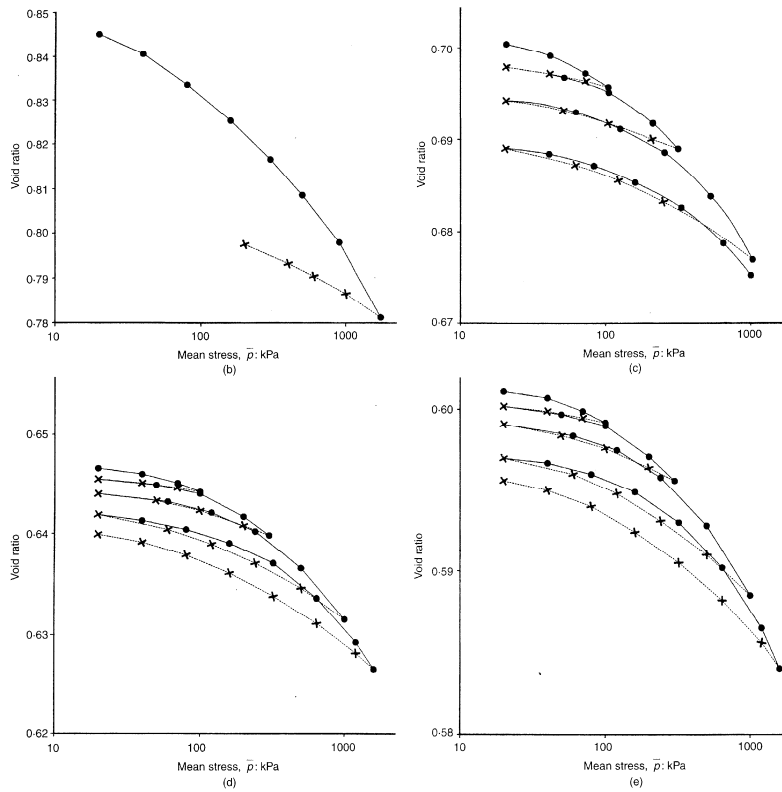 0·85
0·84
0·83
0·82
0·81
0·80
0·79
0·78
Void ratio
10
100
1000
Mean stress, p̄: kPa
(b)
0·70
0·69
0·68
0·67
Void ratio
10
100
1000
Mean stress, p̄: kPa
(c)
0·65
0·64
0·63
0·62
Void ratio
10
100
1000
Mean stress, p̄: kPa
(d)
0·60
0·59
0·58
Void ratio
10
100
1000
Mean stress, p̄: kPa
(e)